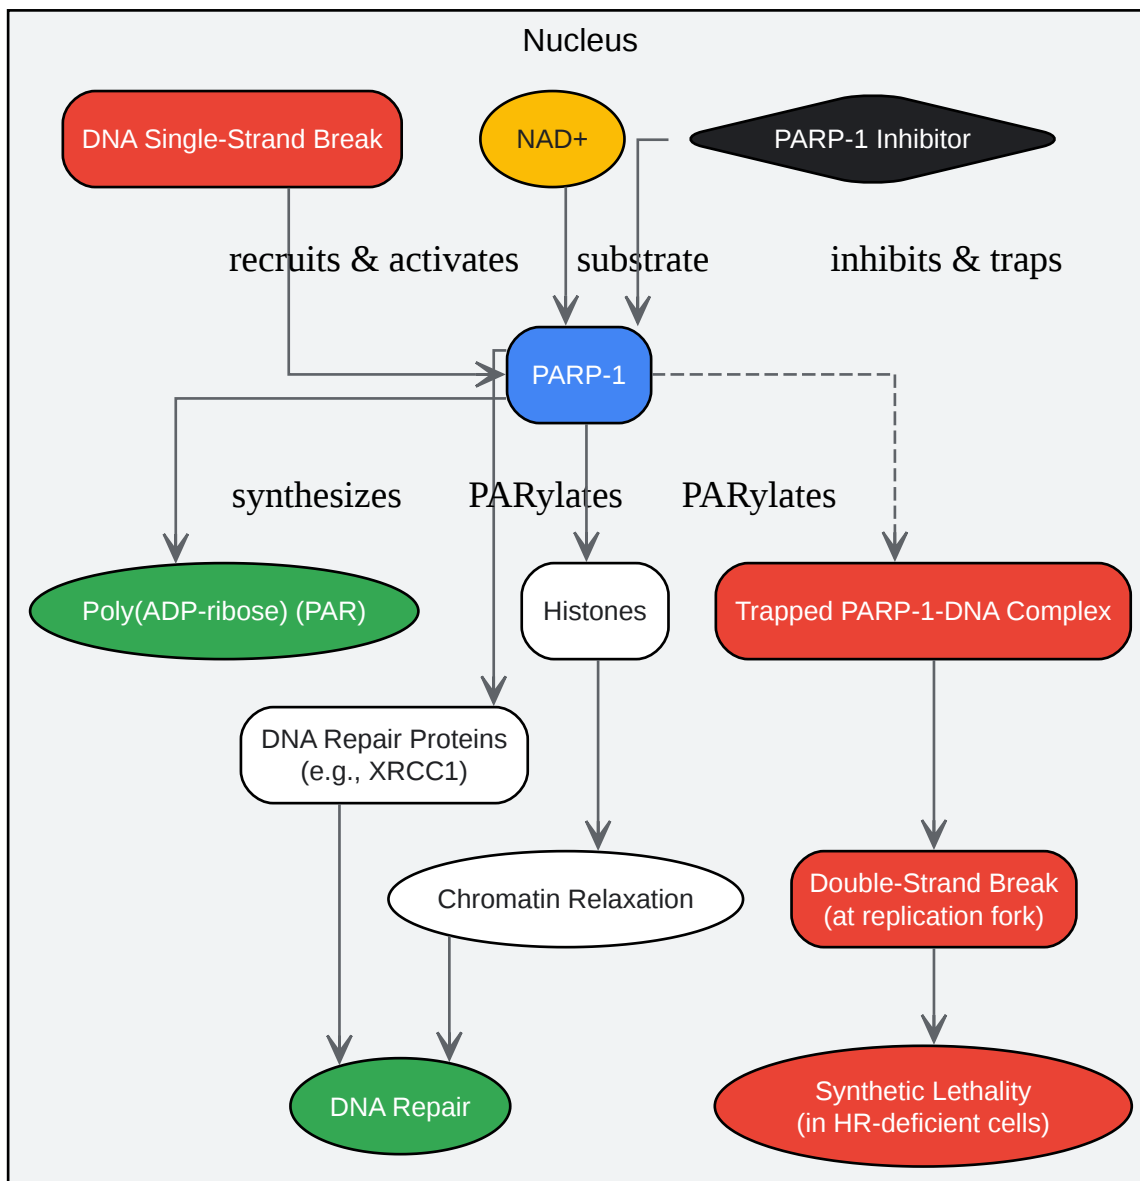 Nucleus
DNA Single-Strand Break
NAD+
PARP-1 Inhibitor
recruits & activates
substrate
inhibits & traps
PARP-1
synthesizes
PARylates
PARylates
Poly(ADP-ribose) (PAR)
Histones
Trapped PARP-1-DNA Complex
DNA Repair Proteins
(e.g., XRCC1)
Chromatin Relaxation
Double-Strand Break
(at replication fork)
DNA Repair
Synthetic Lethality
(in HR-deficient cells)